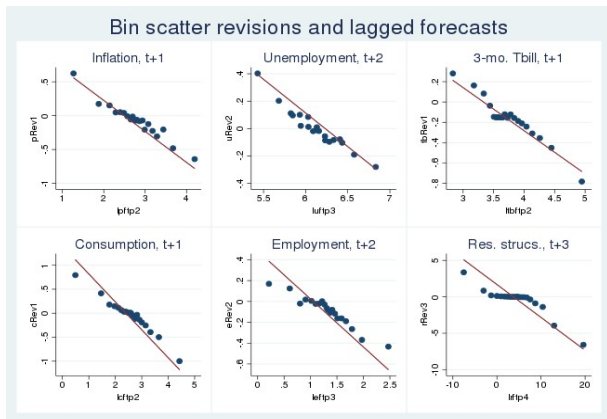 Bin scatter revisions and lagged forecasts
Inflation, t+1
pRev1
.5
0
-.5
-1
1 2 3 4
lpftp2
Unemployment, t+2
uRev2
.4
.2
0
-.2
-.4
5.5 6 6.5 7
luftp3
3-mo. Tbill, t+1
tbRev1
.2
0
-.2
-.4
-.6
-.8
3 3.5 4 4.5 5
ltbftp2
Consumption, t+1
cRev1
1
.5
0
-.5
-1
0 1 2 3 4 5
lcftp2
Employment, t+2
eRev2
.4
.2
0
-.2
-.4
-.6
0 .5 1 1.5 2 2.5
leftp3
Res. strucs., t+3
rRev3
5
0
-5
-10
-10 0 10 20
lrftp4